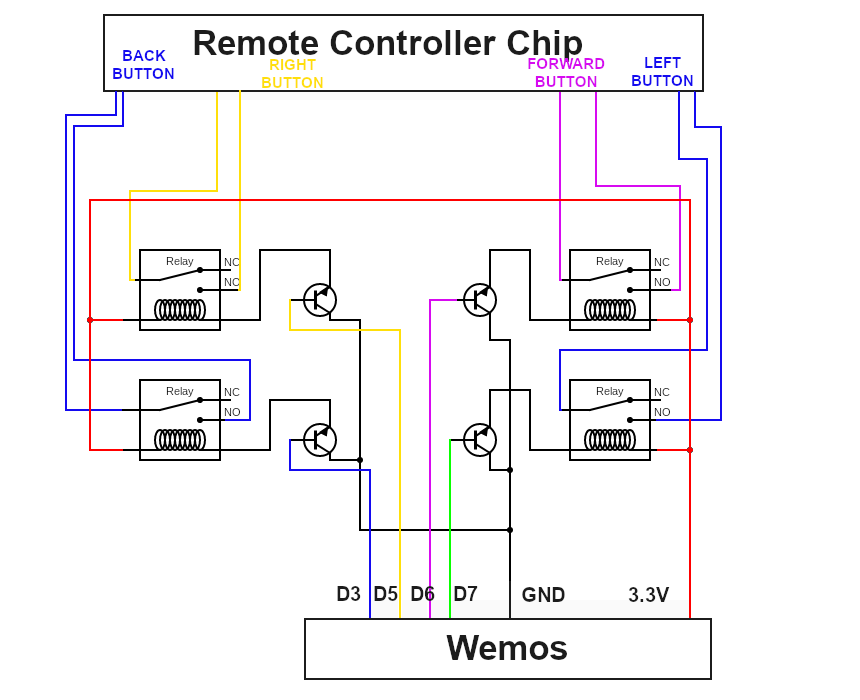 Remote Controller Chip
BACK
BUTTON
RIGHT
BUTTON
FORWARD
BUTTON
LEFT
BUTTON
Relay
NC
NC
Relay
NC
NO
Relay
NC
NO
Relay
NC
NO
D3 D5 D6 D7 GND 3.3V
Wemos